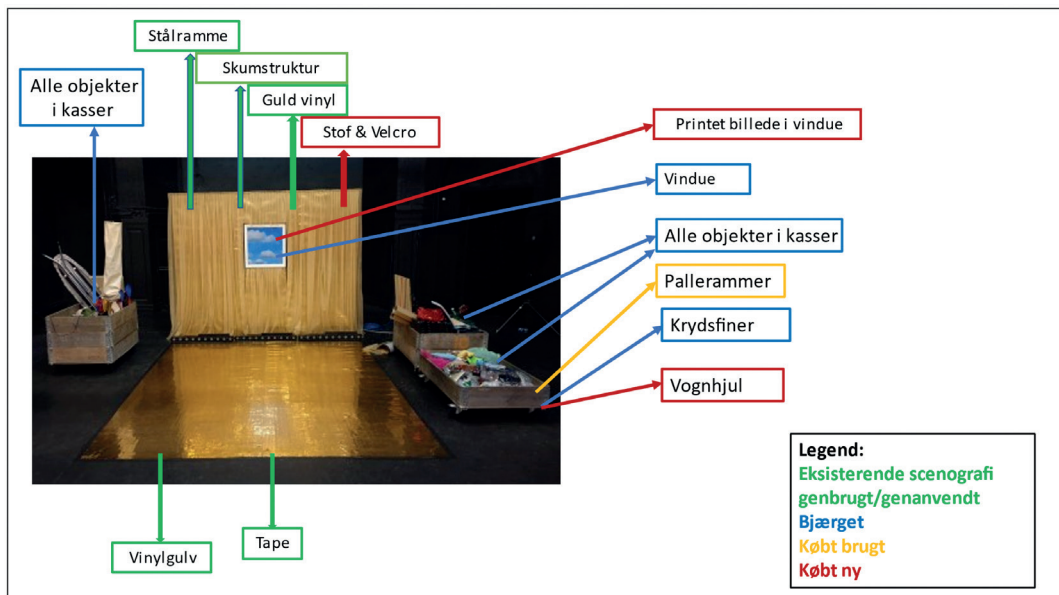 Stålramme
Skumstruktur
Guld vinyl
Stof & Velcro
Alle objekter
i kasser
Printet billede i vindue
Vindue
Alle objekter i kasser
Pallerammer
Krydsfiner
Vognhjul
Vinylgulv
Tape
Legend:
Eksisterende scenografi
genbrugt/genanvendt
Bjærget
Købt brugt
Købt ny